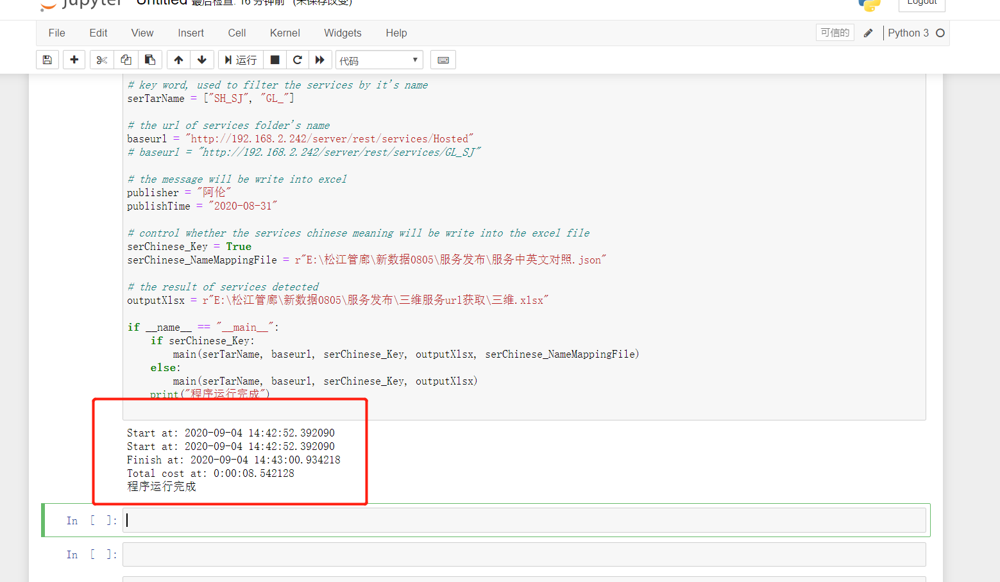 jupyter Untitled 最后检查: 16 分钟前 (未保存改变) Logout
File Edit View Insert Cell Kernel Widgets Help 可信的 Python 3
运行 代码
# key word, used to filter the services by it's name
serTarName = ["SH_SJ", "GL_"]
# the url of services folder's name
baseurl = "http://192.168.2.242/server/rest/services/Hosted"
# baseurl = "http://192.168.2.242/server/rest/services/GL_SJ"
# the message will be write into excel
publisher = "阿伦"
publishTime = "2020-08-31"
# control whether the services chinese meaning will be write into the excel file
serChinese_Key = True
serChinese_NameMappingFile = r"E:\松江管廊\新数据0805\服务发布\服务中英文对照.json"
# the result of services detected
outputXlsx = r"E:\松江管廊\新数据0805\服务发布\三维服务url获取\三维.xlsx"
if __name__ == "__main__":
if serChinese_Key:
main(serTarName, baseurl, serChinese_Key, outputXlsx, serChinese_NameMappingFile)
else:
main(serTarName, baseurl, serChinese_Key, outputXlsx)
print("程序运行完成")
Start at: 2020-09-04 14:42:52.392090
Start at: 2020-09-04 14:42:52.392090
Finish at: 2020-09-04 14:43:00.934218
Total cost at: 0:00:08.542128
程序运行完成
In [ ]:
In [ ]: